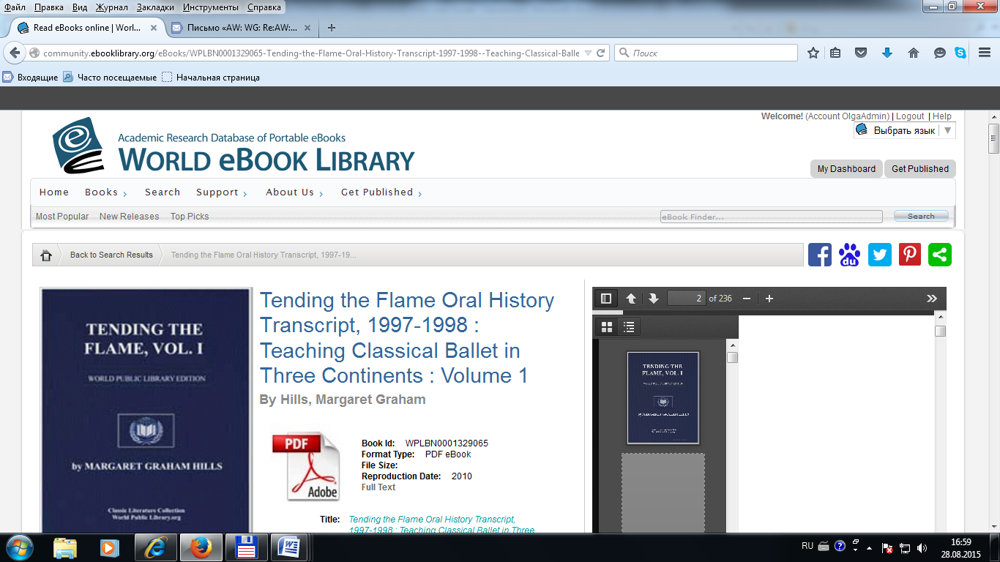 Файл Правка Вид Журнал Закладки Инструменты Справка
Read eBooks online | Worl...
Письмо «AW: WG: Re:AW:...
community.ebooklibrary.org/eBooks/WPLBN0001329065-Tending-the-Flame-Oral-History-Transcript-1997-1998--Teaching-Classical-Balle
Поиск
Входящие Часто посещаемые Начальная страница
Welcome! (Account OlgaAdmin) | Logout | Help
Выбрать язык
Academic Research Database of Portable eBooks
WORLD eBOOK LIBRARY
My Dashboard Get Published
Home Books Search Support About Us Get Published
Most Popular New Releases Top Picks
eBook Finder...
Search
Back to Search Results Tending the Flame Oral History Transcript, 1997-19...
du
TENDING THE
FLAME, VOL. I
WORLD PUBLIC LIBRARY EDITION
by MARGARET GRAHAM HILLS
Classic Literature Collection
World Public Library.org
Tending the Flame Oral History
Transcript, 1997-1998 :
Teaching Classical Ballet in
Three Continents : Volume 1
By Hills, Margaret Graham
PDF
Adobe
Book Id: WPLBN0001329065
Format Type: PDF eBook
File Size:
Reproduction Date: 2010
Full Text
Title: Tending the Flame Oral History Transcript,
1997-1998 : Teaching Classical Ballet in Three
2 of 236
TENDING THE
FLAME, VOL. I
RU
16:59
28.08.2015